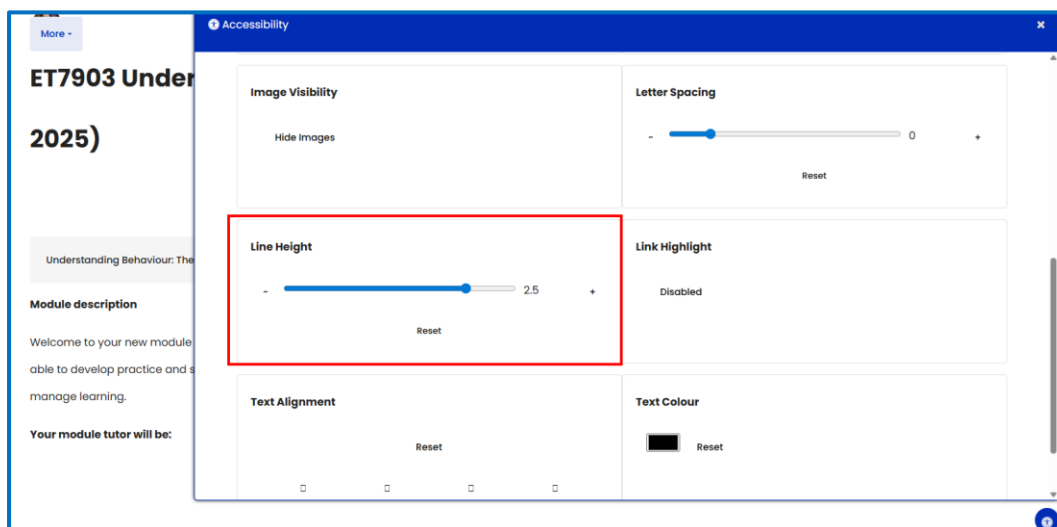 More
ET7903 Under
2025)
Understanding Behaviour: The
Module description
Welcome to your new module
able to develop practice and s
manage learning.
Your module tutor will be:
Accessibility
Image Visibility
Hide Images
Letter Spacing
- 0 +
Reset
Line Height
- 2.5 +
Reset
Link Highlight
Disabled
Text Alignment
Reset
Text Colour
Reset